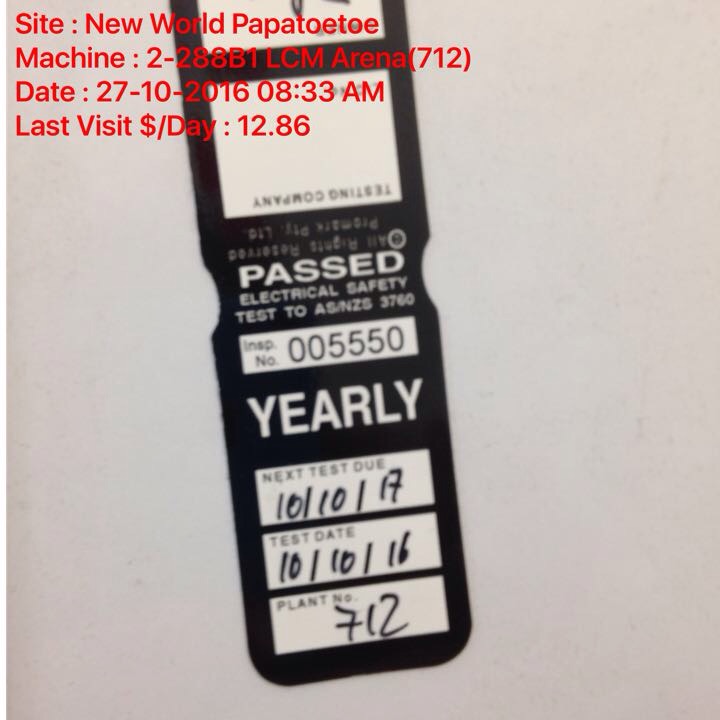 Site : New World Papatoetoe
Machine : 2-288B1 LCM Arena(712)
Date : 27-10-2016 08:33 AM
Last Visit $/Day : 12.86
TESTING COMPANY
Promark Pty. Ltd.
All Rights Reserved
PASSED
ELECTRICAL SAFETY
TEST TO AS/NZS 3760
Insp. No. 005550
YEARLY
NEXT TEST DUE
10/10/17
TEST DATE
10/10/16
PLANT No.
712